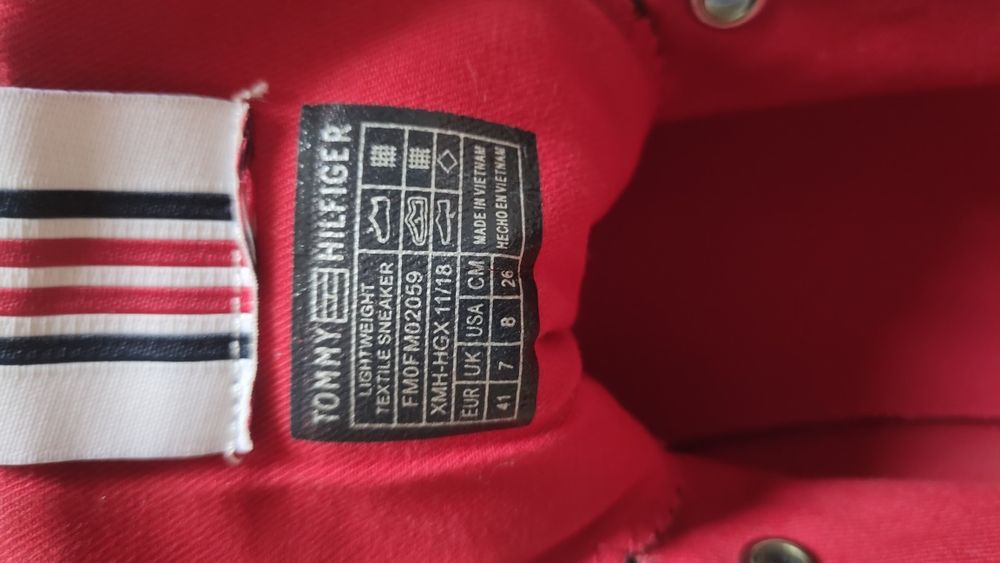 TOMMY HILFIGER
LIGHTWEIGHT
TEXTILE SNEAKER
FM0FM02059
XMH-HGX 11/18
EUR UK USA CM
41 7 8 26
MADE IN VIETNAM
HECHO EN VIETNAM